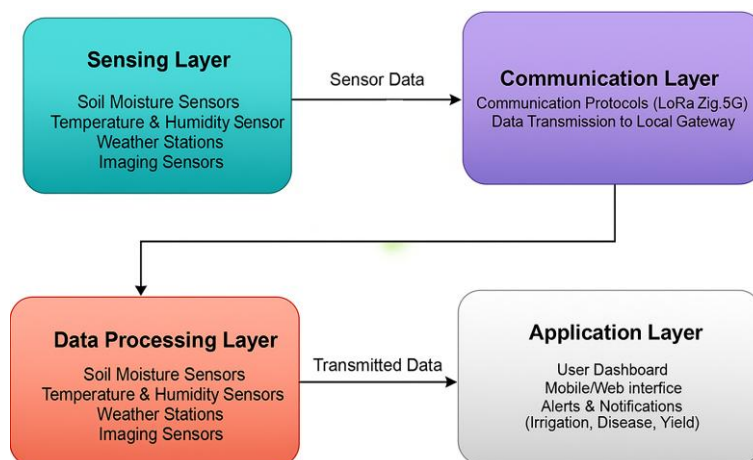 Sensing Layer
Soil Moisture Sensors
Temperature & Humidity Sensor
Weather Stations
Imaging Sensors
Sensor Data
Communication Layer
Communication Protocols (LoRa Zig.5G)
Data Transmission to Local Gateway
Data Processing Layer
Soil Moisture Sensors
Temperature & Humidity Sensors
Weather Stations
Imaging Sensors
Transmitted Data
Application Layer
User Dashboard
Mobile/Web interfice
Alerts & Notifications
(Irrigation, Disease, Yield)